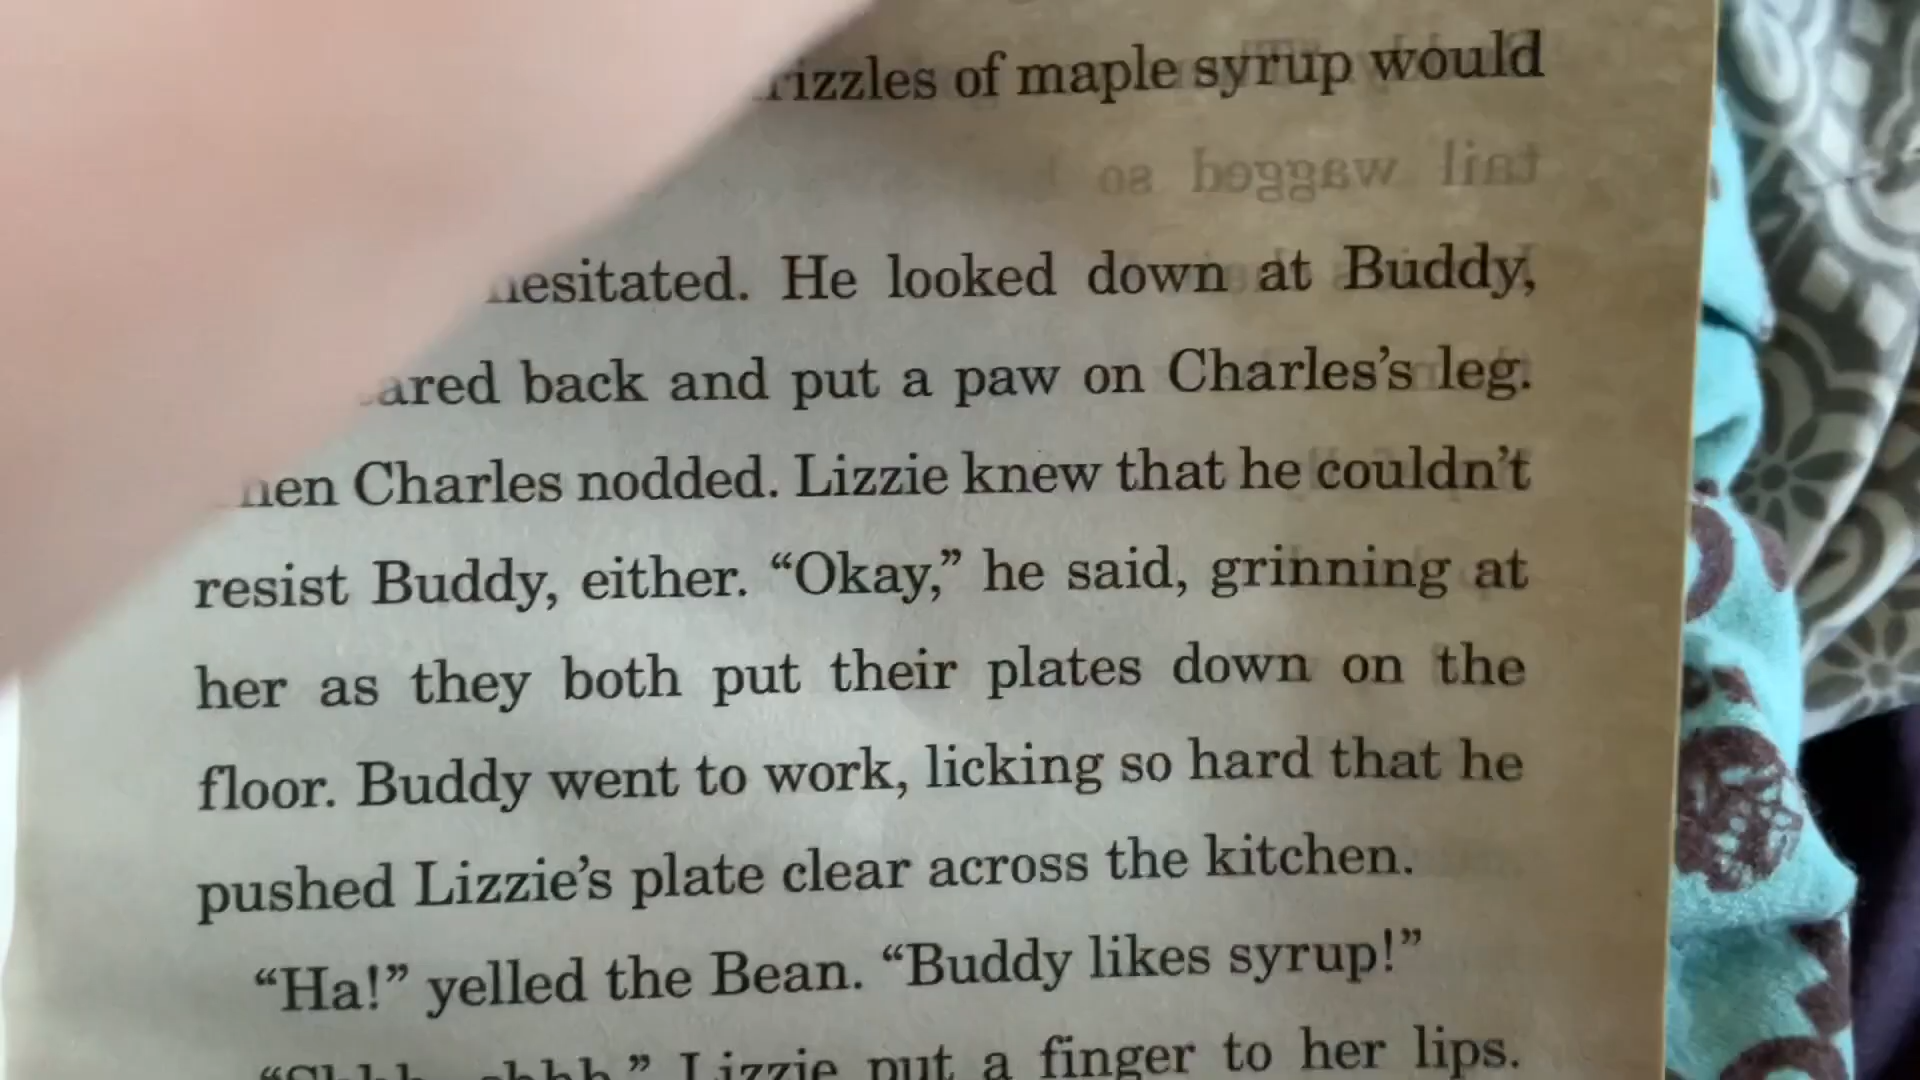 of maple syrup would
hesitated. He looked down at Buddy,
back and put a paw on Charles's leg.
Charles nodded. Lizzie knew that he couldn't
resist Buddy, either. “Okay,” he said, grinning at
her as they both put their plates down on the
floor. Buddy went to work, licking so hard that he
pushed Lizzie's plate clear across the kitchen.
“Ha!” yelled the Bean. “Buddy likes syrup!”
Lizzie put a finger to her lips.